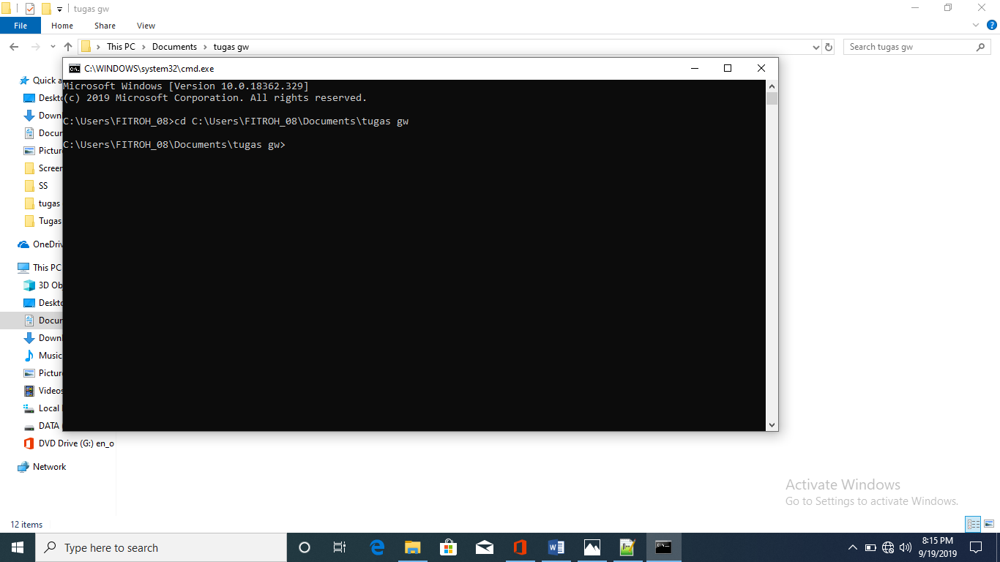 tugas gw
File Home Share View
This PC Documents tugas gw
Search tugas gw
C:\WINDOWS\system32\cmd.exe
Microsoft Windows [Version 10.0.18362.329]
(c) 2019 Microsoft Corporation. All rights reserved.
C:\Users\FITROH_08>cd C:\Users\FITROH_08\Documents\tugas gw
C:\Users\FITROH_08\Documents\tugas gw>
Quick a
Deskt
Down
Docur
Pictur
Screer
SS
tugas
Tugas
OneDriv
This PC
3D Ob
Deskt
Docur
Down
Music
Pictur
Videos
Local
DATA
DVD Drive (G:) en_o
Network
Activate Windows
Go to Settings to activate Windows.
12 items
Type here to search
8:15 PM
9/19/2019